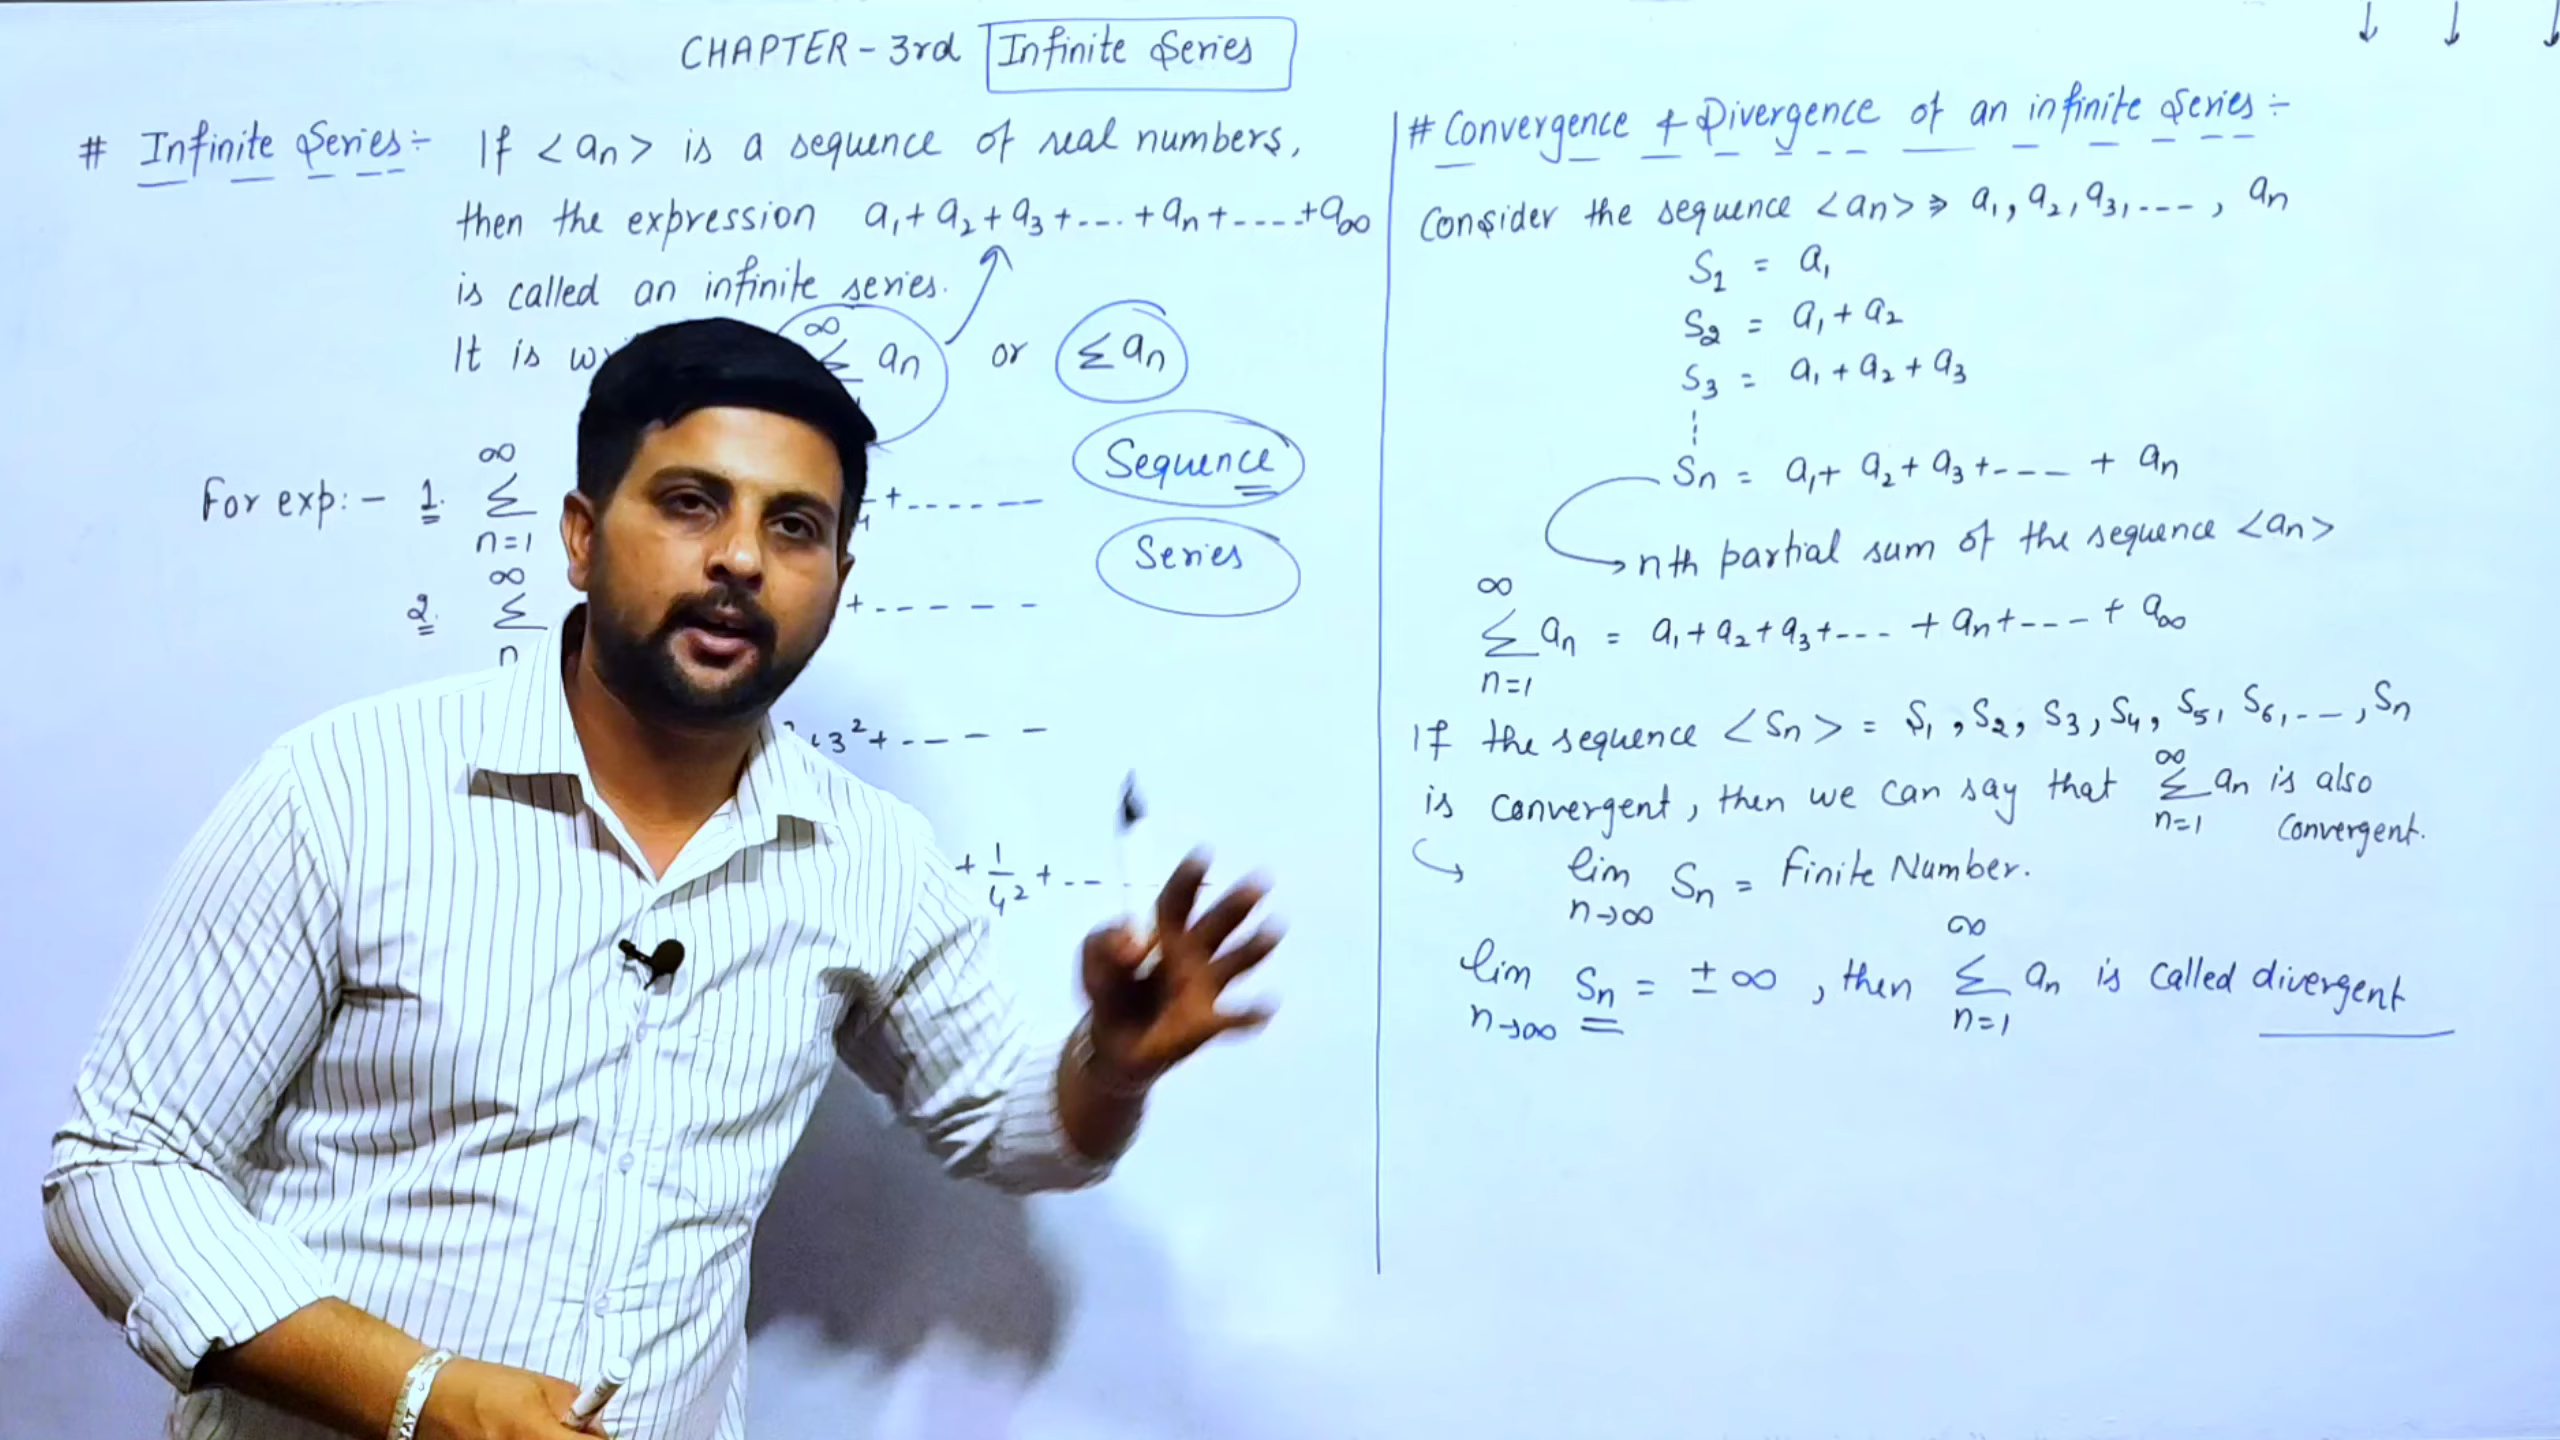 CHAPTER - 3rd Infinite Series
# Infinite Series:- If <an> is a sequence of real numbers,
then the expression a₁ + a₂ + a₃ + --- + an + ---- + a∞
is called an infinite series.
It is ∞ Σ an or Σ an
Sequence
For exp:- 1. ∞ Σ n=1 + ------
Series
2. ∞ Σ n + -----
3² + --- -
+ 1/4² + --
# Convergence & Divergence of an infinite Series:-
Consider the sequence <an> ⇒ a₁, a₂, a₃, ---, an
S₁ = a₁
S₂ = a₁ + a₂
S₃ = a₁ + a₂ + a₃
Sn = a₁ + a₂ + a₃ + --- + an
→ nth partial sum of the sequence <an>
∞ Σ n=1 an = a₁ + a₂ + a₃ + --- + an + --- + a∞
If the sequence <Sn> = S₁, S₂, S₃, S₄, S₅, S₆, --, Sn
is convergent, then we can say that ∞ Σ n=1 an is also
convergent.
lim n→∞ Sn = Finite Number.
lim n→∞ Sn = ± ∞, then ∞ Σ n=1 an is called divergent